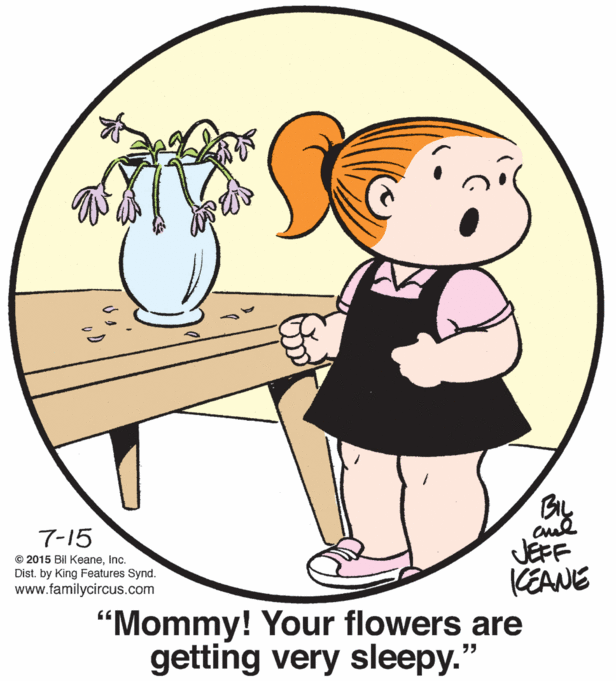 7-15
© 2015 Bil Keane, Inc.
Dist. by King Features Synd.
www.familycircus.com
BIL
and
JEFF
KEANE
“Mommy! Your flowers are
getting very sleepy.”